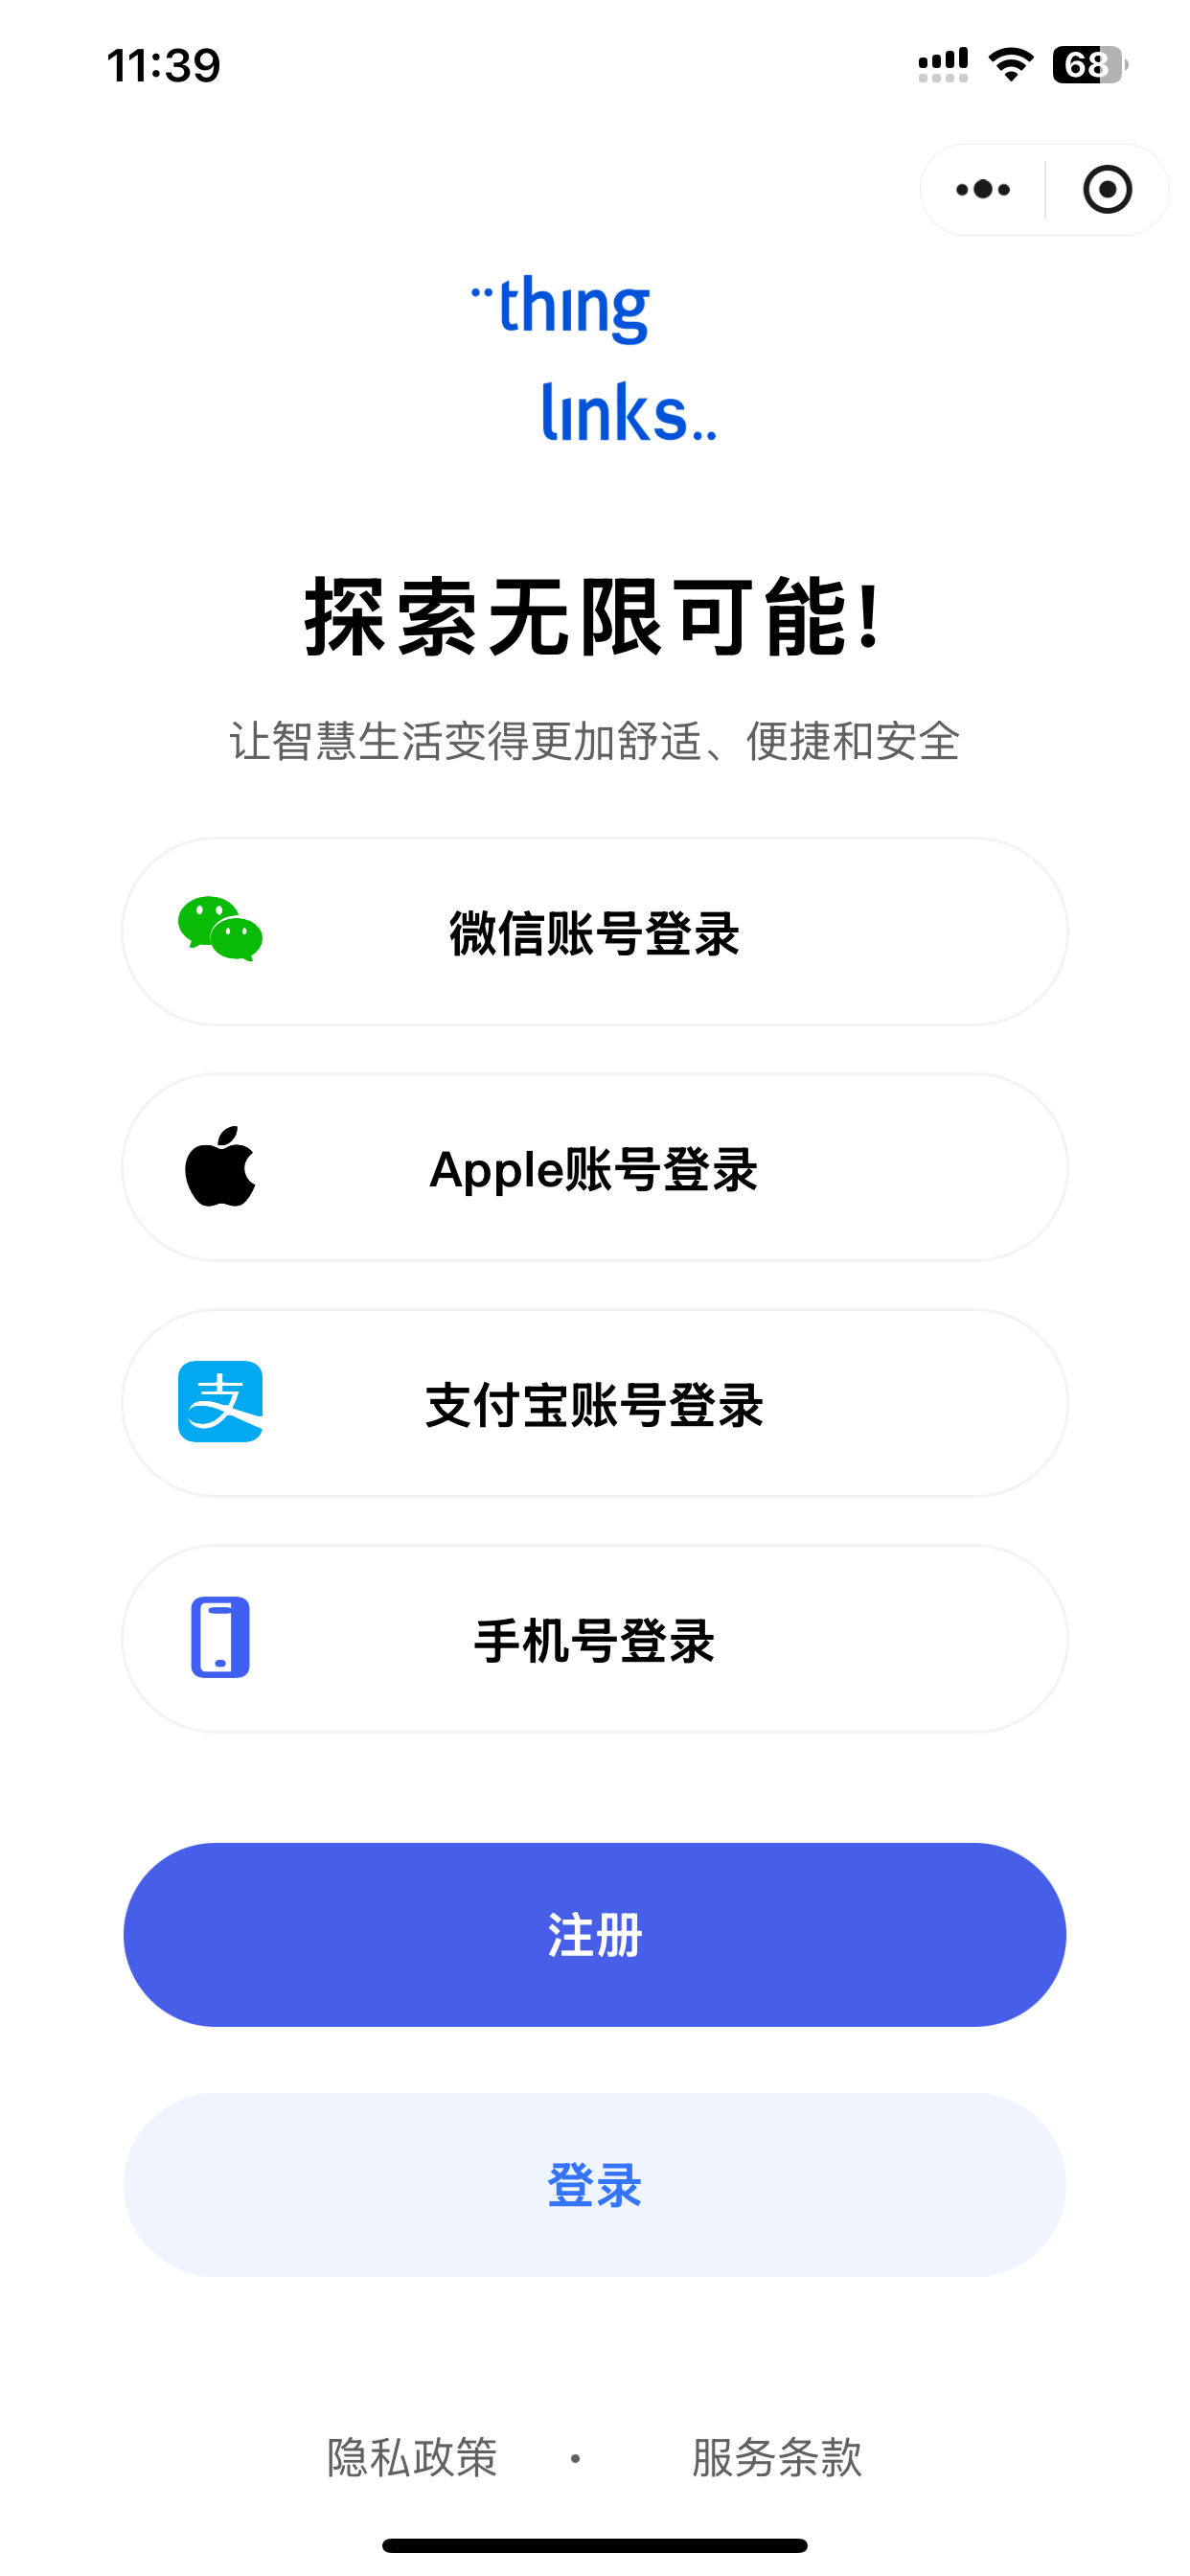 11:39
68
thing
links
探索无限可能!
让智慧生活变得更加舒适、便捷和安全
微信账号登录
Apple账号登录
支
支付宝账号登录
手机号登录
注册
登录
隐私政策 · 服务条款